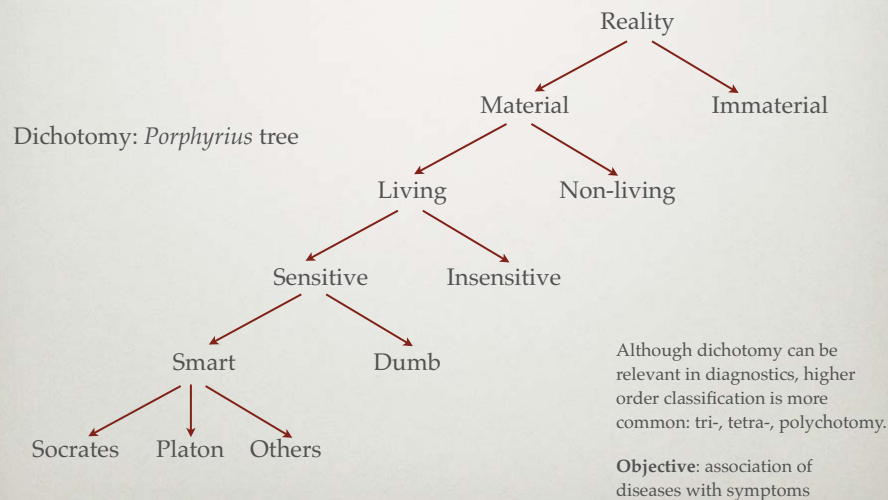 Reality
Material Immaterial
Dichotomy: Porphyrius tree
Living Non-living
Sensitive Insensitive
Smart Dumb
Socrates Platon Others
Although dichotomy can be
relevant in diagnostics, higher
order classification is more
common: tri-, tetra-, polychotomy.
Objective: association of
diseases with symptoms